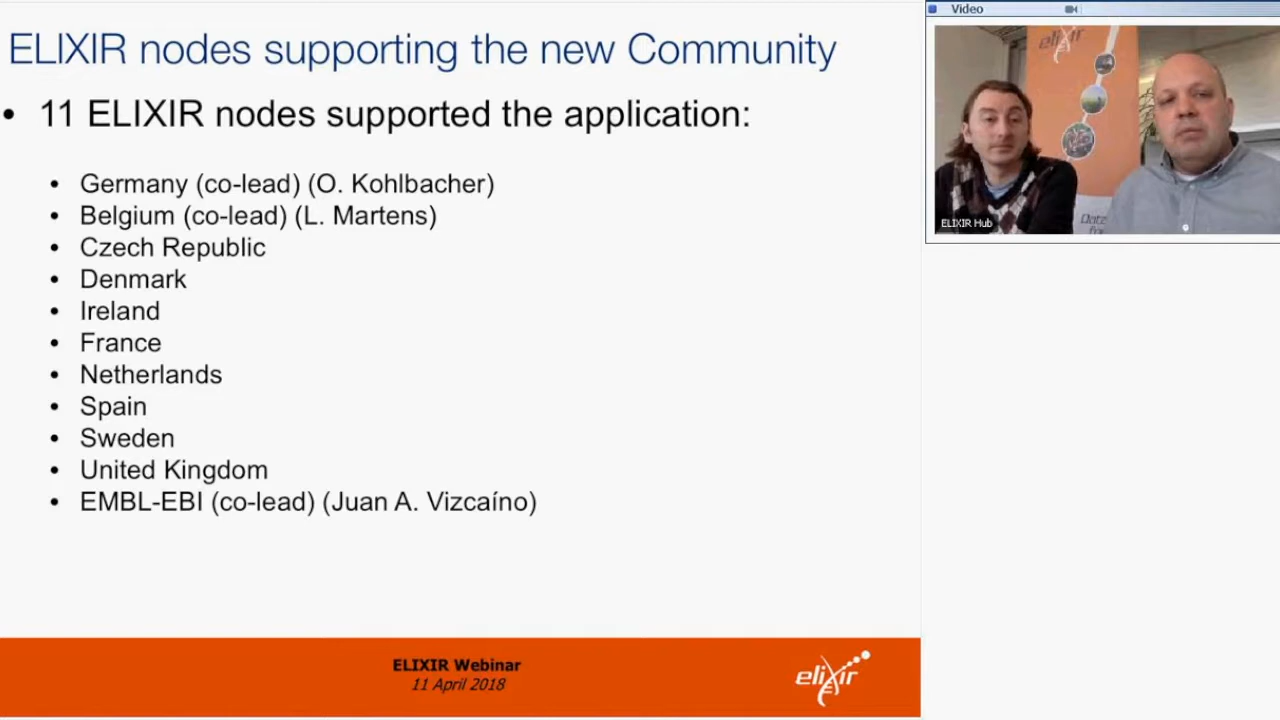 ELIXIR nodes supporting the new Community
• 11 ELIXIR nodes supported the application:
• Germany (co-lead) (O. Kohlbacher)
• Belgium (co-lead) (L. Martens)
• Czech Republic
• Denmark
• Ireland
• France
• Netherlands
• Spain
• Sweden
• United Kingdom
• EMBL-EBI (co-lead) (Juan A. Vizcaíno)
ELIXIR Webinar
11 April 2018
elixir
Video
elixir
Data
ELIXIR Hub